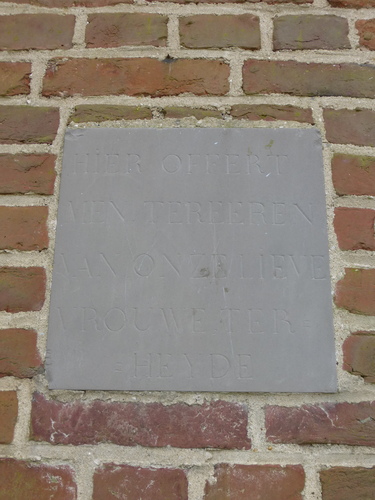 HIER OFFERT
MEN TER EEREN
VAN ONZE LIEVE
VROUWE·TER=
=HEYDE